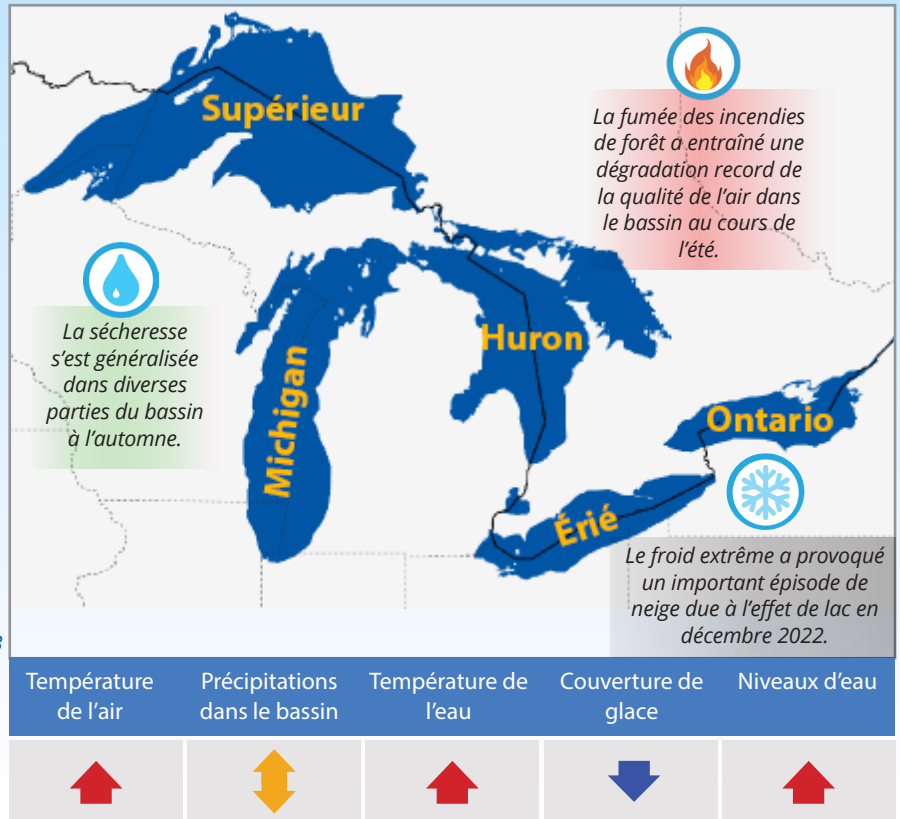 Supérieur
La fumée des incendies
de forêt a entraîné une
dégradation record de
la qualité de l’air dans
le bassin au cours de
l’été.
La sécheresse
s’est généralisée
dans diverses
parties du bassin
à l’automne.
Michigan
Huron
Ontario
Érié
Le froid extrême a provoqué
un important épisode de
neige due à l’effet de lac en
décembre 2022.
Température
de l’air
Précipitations
dans le bassin
Température de
l’eau
Couverture de
glace
Niveaux d’eau